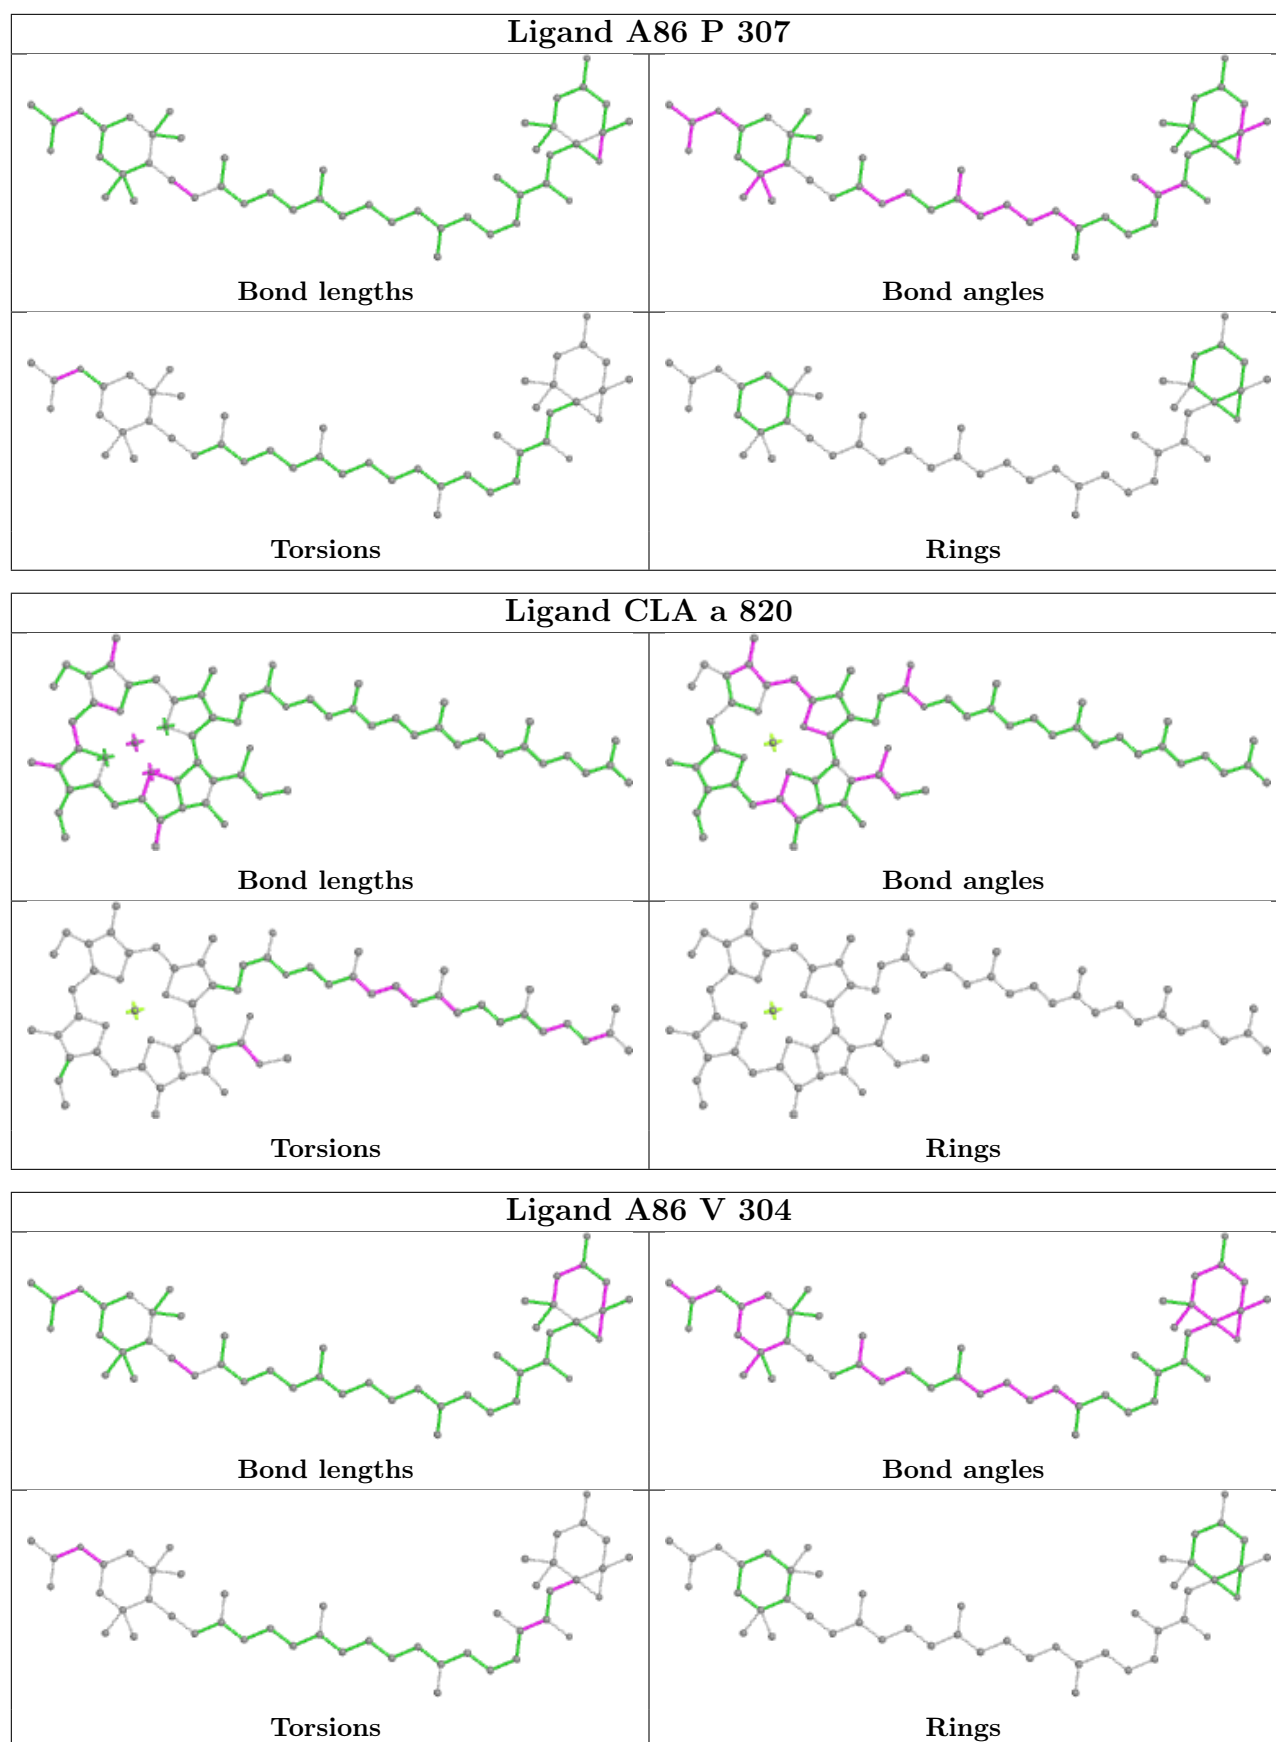 Ligand A86 P 307
Bond lengths
Bond angles
Torsions
Rings
Ligand CLA a 820
Bond lengths
Bond angles
Torsions
Rings
Ligand A86 V 304
Bond lengths
Bond angles
Torsions
Rings